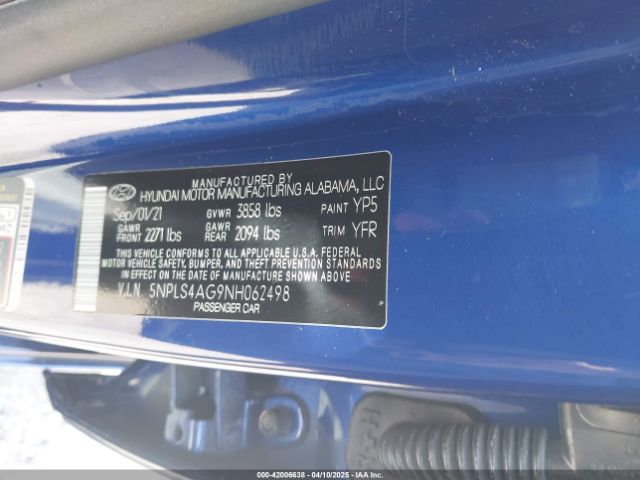 MANUFACTURED BY
HYUNDAI MOTOR MANUFACTURING ALABAMA, LLC
Sep/01/21 GVWR 3858 lbs PAINT YP5
GAWR FRONT 2271 lbs GAWR REAR 2094 lbs TRIM YFR
THIS VEHICLE CONFORMS TO ALL APPLICABLE U.S.A. FEDERAL
MOTOR VEHICLE SAFETY, BUMPER, AND THEFT PREVENTION
STANDARDS IN EFFECT ON THE DATE OF MANUFACTURE SHOWN ABOVE.
V.I.N 5NPLS4AG9NH062498
PASSENGER CAR
000-42006638 - 04/10/2025 - COPART, INC.